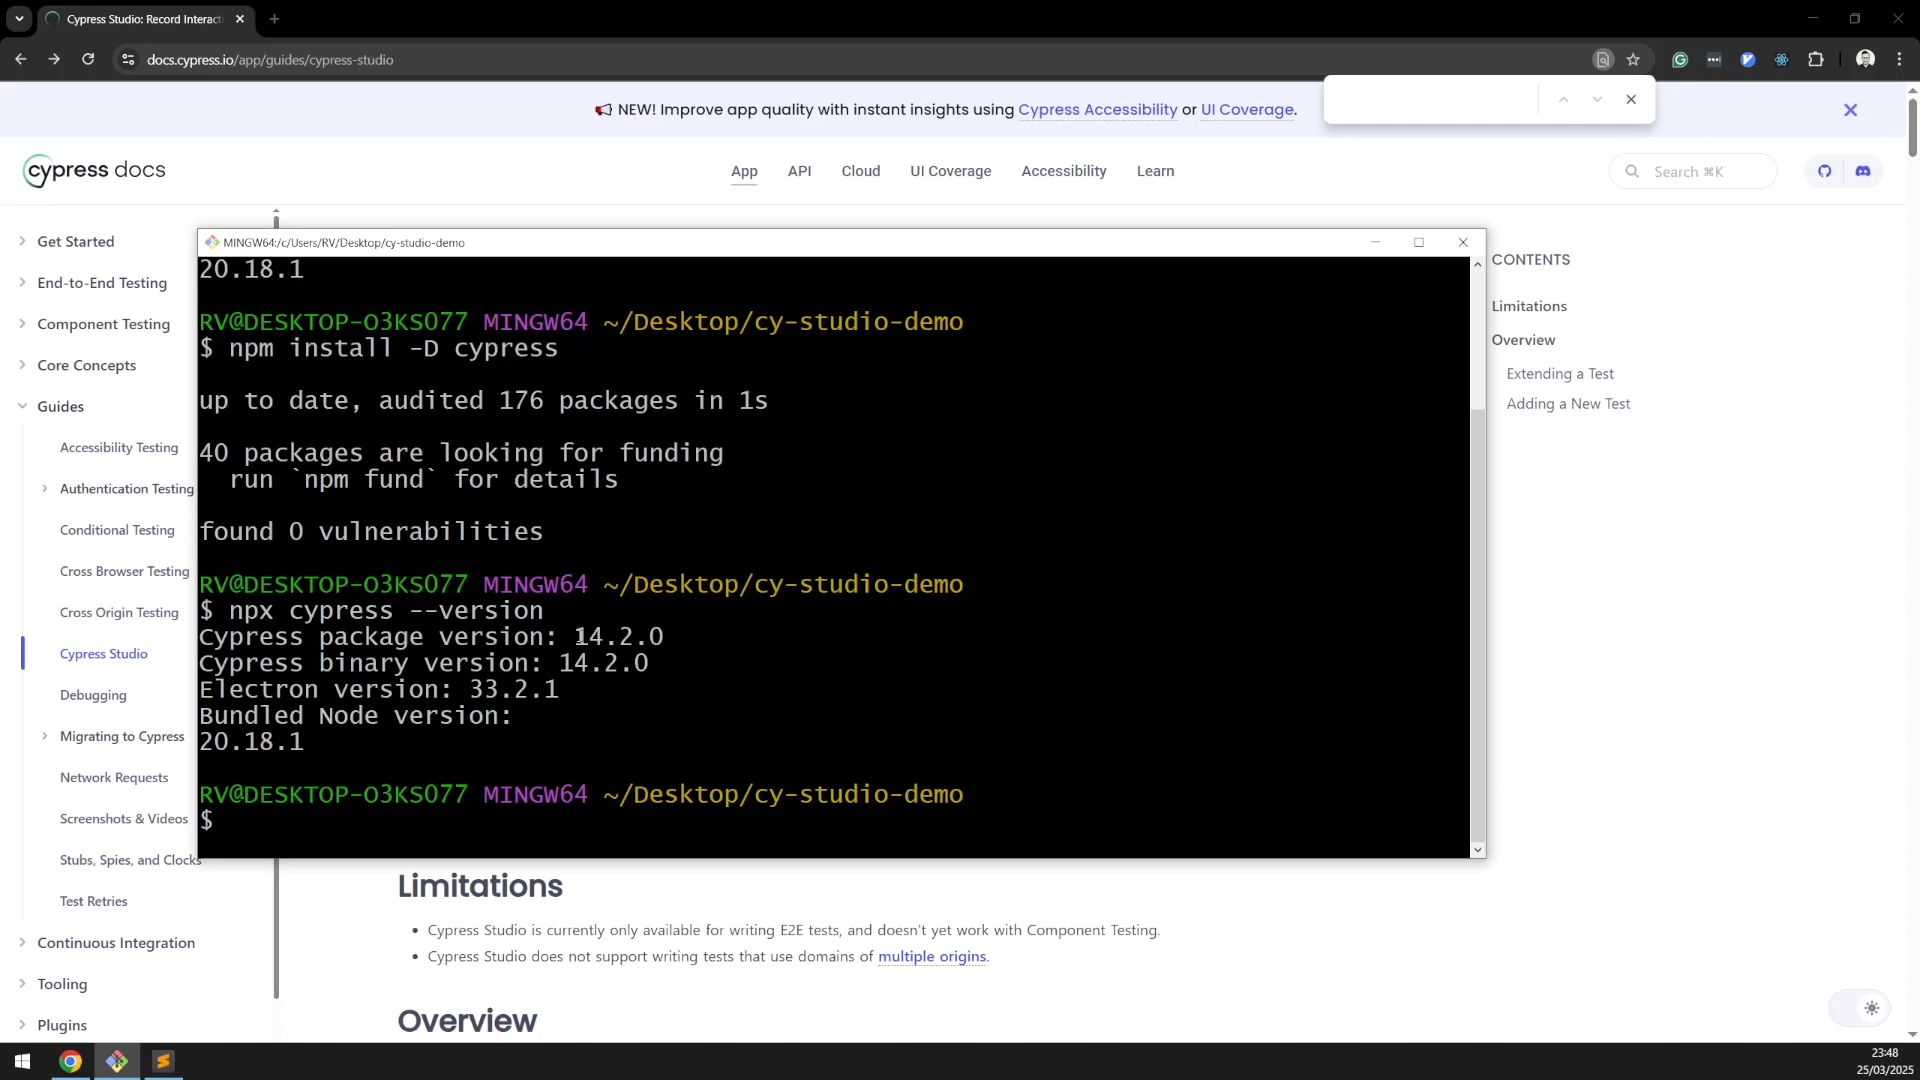 Cypress Studio: Record Interact
docs.cypress.io/app/guides/cypress-studio
NEW! Improve app quality with instant insights using Cypress Accessibility or UI Coverage.
cypress docs
App
API
Cloud
UI Coverage
Accessibility
Learn
Search ⌘K
Get Started
End-to-End Testing
Component Testing
Core Concepts
Guides
Accessibility Testing
Authentication Testing
Conditional Testing
Cross Browser Testing
Cross Origin Testing
Cypress Studio
Debugging
Migrating to Cypress
Network Requests
Screenshots & Videos
Stubs, Spies, and Clocks
Test Retries
Continuous Integration
Tooling
Plugins
MINGW64:/c/Users/RV/Desktop/cy-studio-demo
20.18.1
RV@DESKTOP-O3KSO77 MINGW64 ~/Desktop/cy-studio-demo
$ npm install -D cypress
up to date, audited 176 packages in 1s
40 packages are looking for funding
run `npm fund` for details
found 0 vulnerabilities
RV@DESKTOP-O3KSO77 MINGW64 ~/Desktop/cy-studio-demo
$ npx cypress --version
Cypress package version: 14.2.0
Cypress binary version: 14.2.0
Electron version: 33.2.1
Bundled Node version:
20.18.1
RV@DESKTOP-O3KSO77 MINGW64 ~/Desktop/cy-studio-demo
$
CONTENTS
Limitations
Overview
Extending a Test
Adding a New Test
Limitations
• Cypress Studio is currently only available for writing E2E tests, and doesn't yet work with Component Testing.
• Cypress Studio does not support writing tests that use domains of multiple origins.
Overview
23:48
25/03/2025